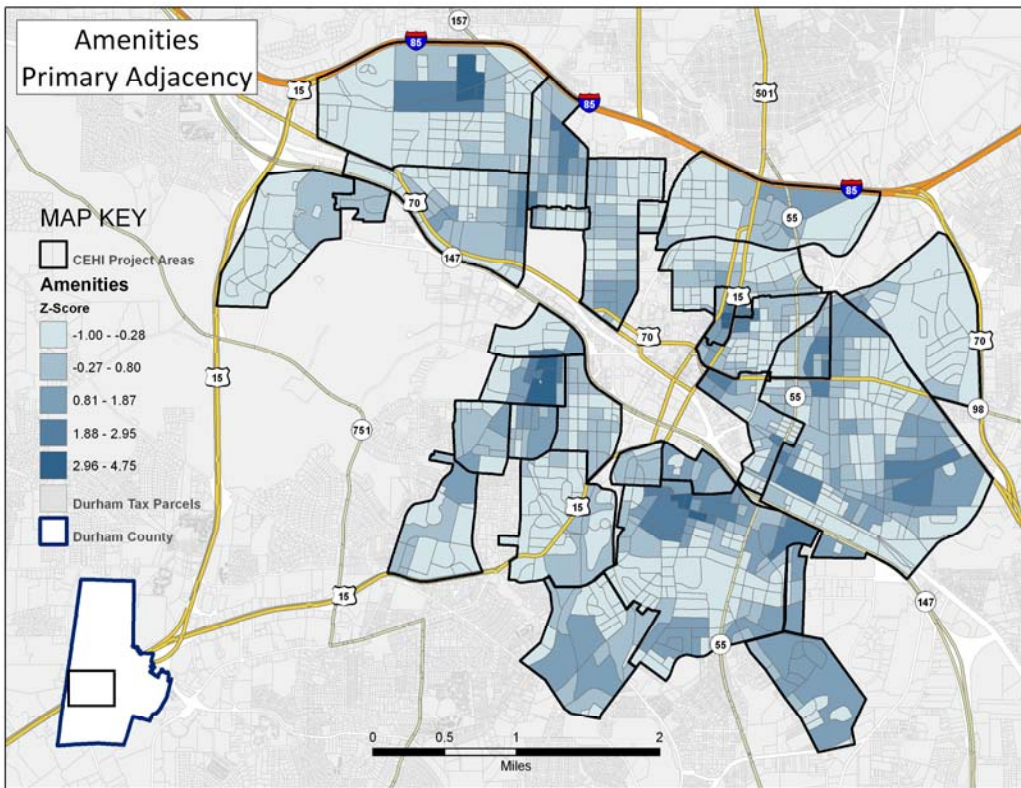 Amenities
Primary Adjacency
157
85
15
85
501
85
55
70
147
15
70
70
15
55
98
751
15
15
147
55
MAP KEY
CEHI Project Areas
Amenities
Z-Score
-1.00 - -0.28
-0.27 - 0.80
0.81 - 1.87
1.88 - 2.95
2.96 - 4.75
Durham Tax Parcels
Durham County
0 0.5 1 2
Miles